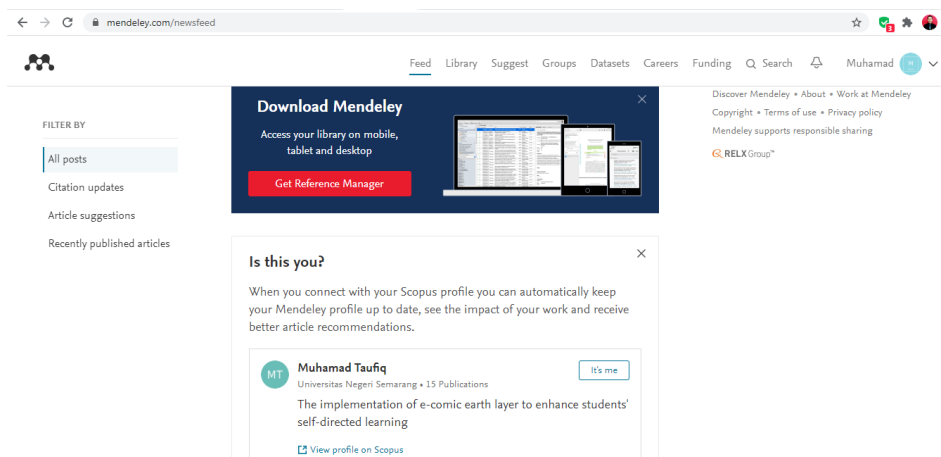 mendeley.com/newsfeed
3
Feed Library Suggest Groups Datasets Careers Funding Search Muhamad
FILTER BY
All posts
Citation updates
Article suggestions
Recently published articles
Download Mendeley
Access your library on mobile,
tablet and desktop
Get Reference Manager
Discover Mendeley • About • Work at Mendeley
Copyright • Terms of use • Privacy policy
Mendeley supports responsible sharing
RELX Group™
Is this you?
When you connect with your Scopus profile you can automatically keep
your Mendeley profile up to date, see the impact of your work and receive
better article recommendations.
MT
Muhamad Taufiq
It's me
Universitas Negeri Semarang • 15 Publications
The implementation of e-comic earth layer to enhance students'
self-directed learning
View profile on Scopus